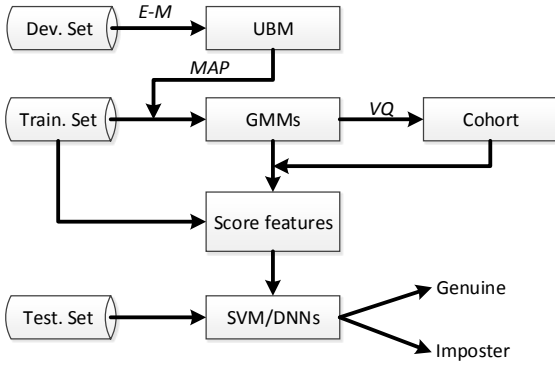 E-M
Dev. Set
UBM
MAP
Train. Set
GMMs
VQ
Cohort
Score features
Genuine
Test. Set
SVM/DNNs
Imposter